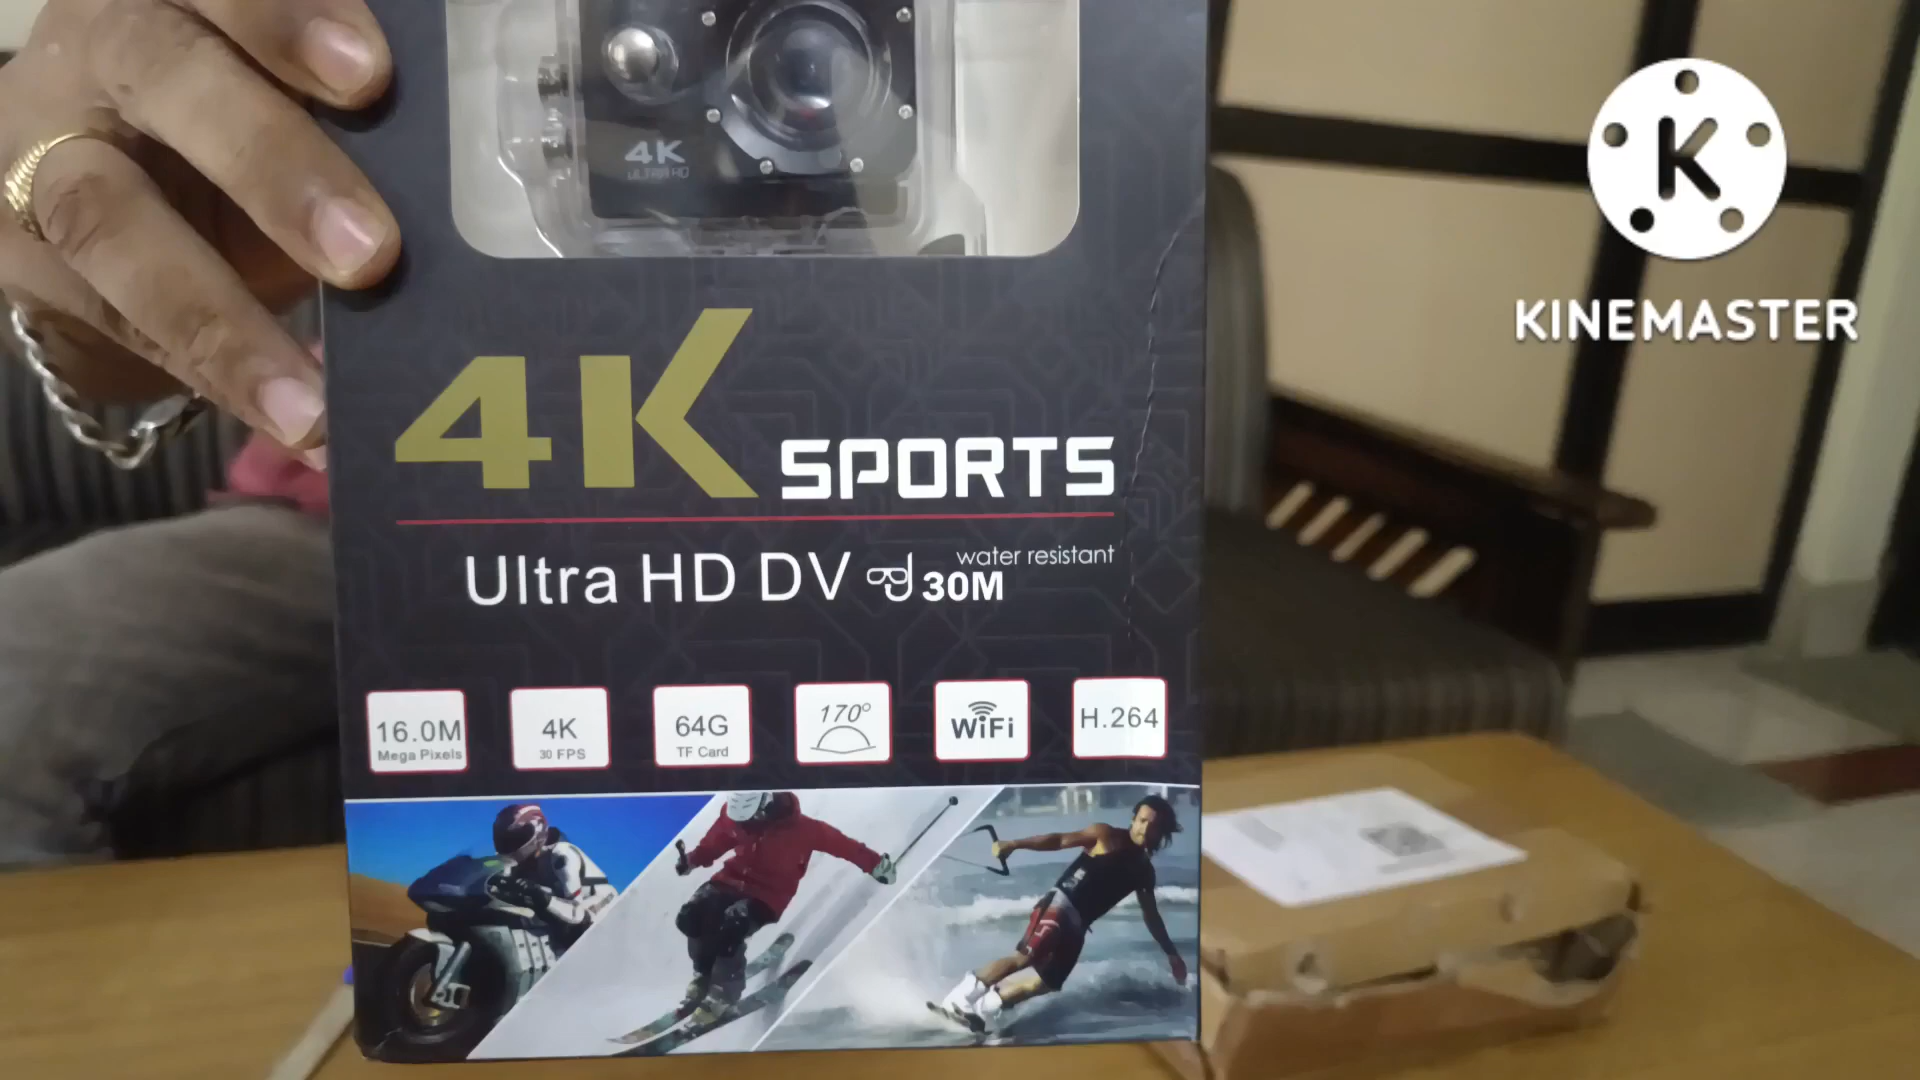 4K
ULTRA HD
4K SPORTS
Ultra HD DV
water resistant
30M
16.0M
Mega Pixels
4K
30 FPS
64G
TF Card
170°
WiFi
H.264
K
KINEMASTER